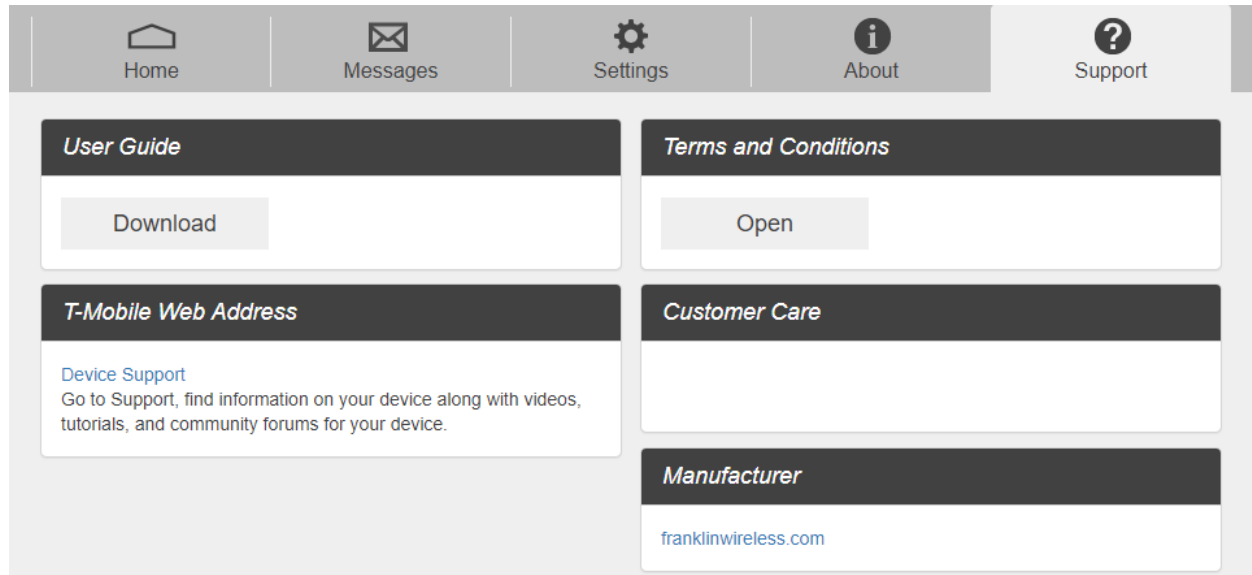 Home
Messages
Settings
About
Support
User Guide
Download
Terms and Conditions
Open
T-Mobile Web Address
Device Support
Go to Support, find information on your device along with videos,
tutorials, and community forums for your device.
Customer Care
Manufacturer
franklinwireless.com